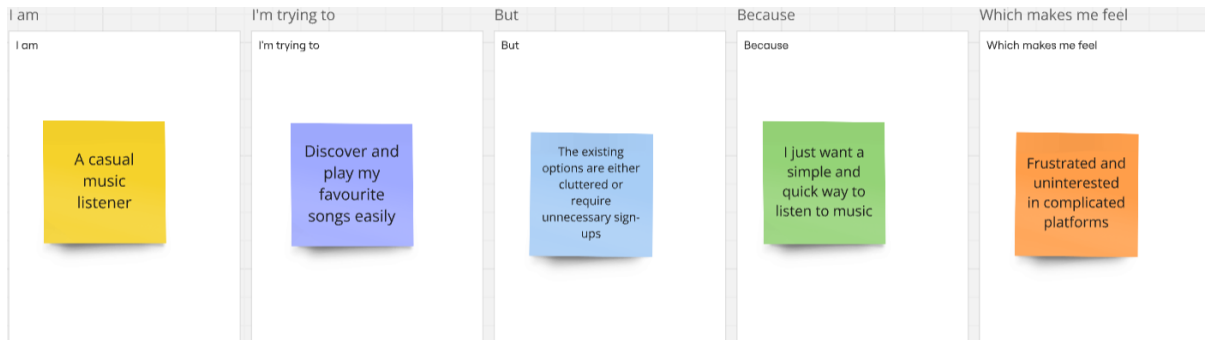 I am
I'm trying to
But
Because
Which makes me feel
I am
I'm trying to
But
Because
Which makes me feel
A casual
music
listener
Discover and
play my
favourite
songs easily
The existing
options are either
cluttered or
require
unnecessary sign-
ups
I just want a
simple and
quick way to
listen to music
Frustrated and
uninterested
in complicated
platforms